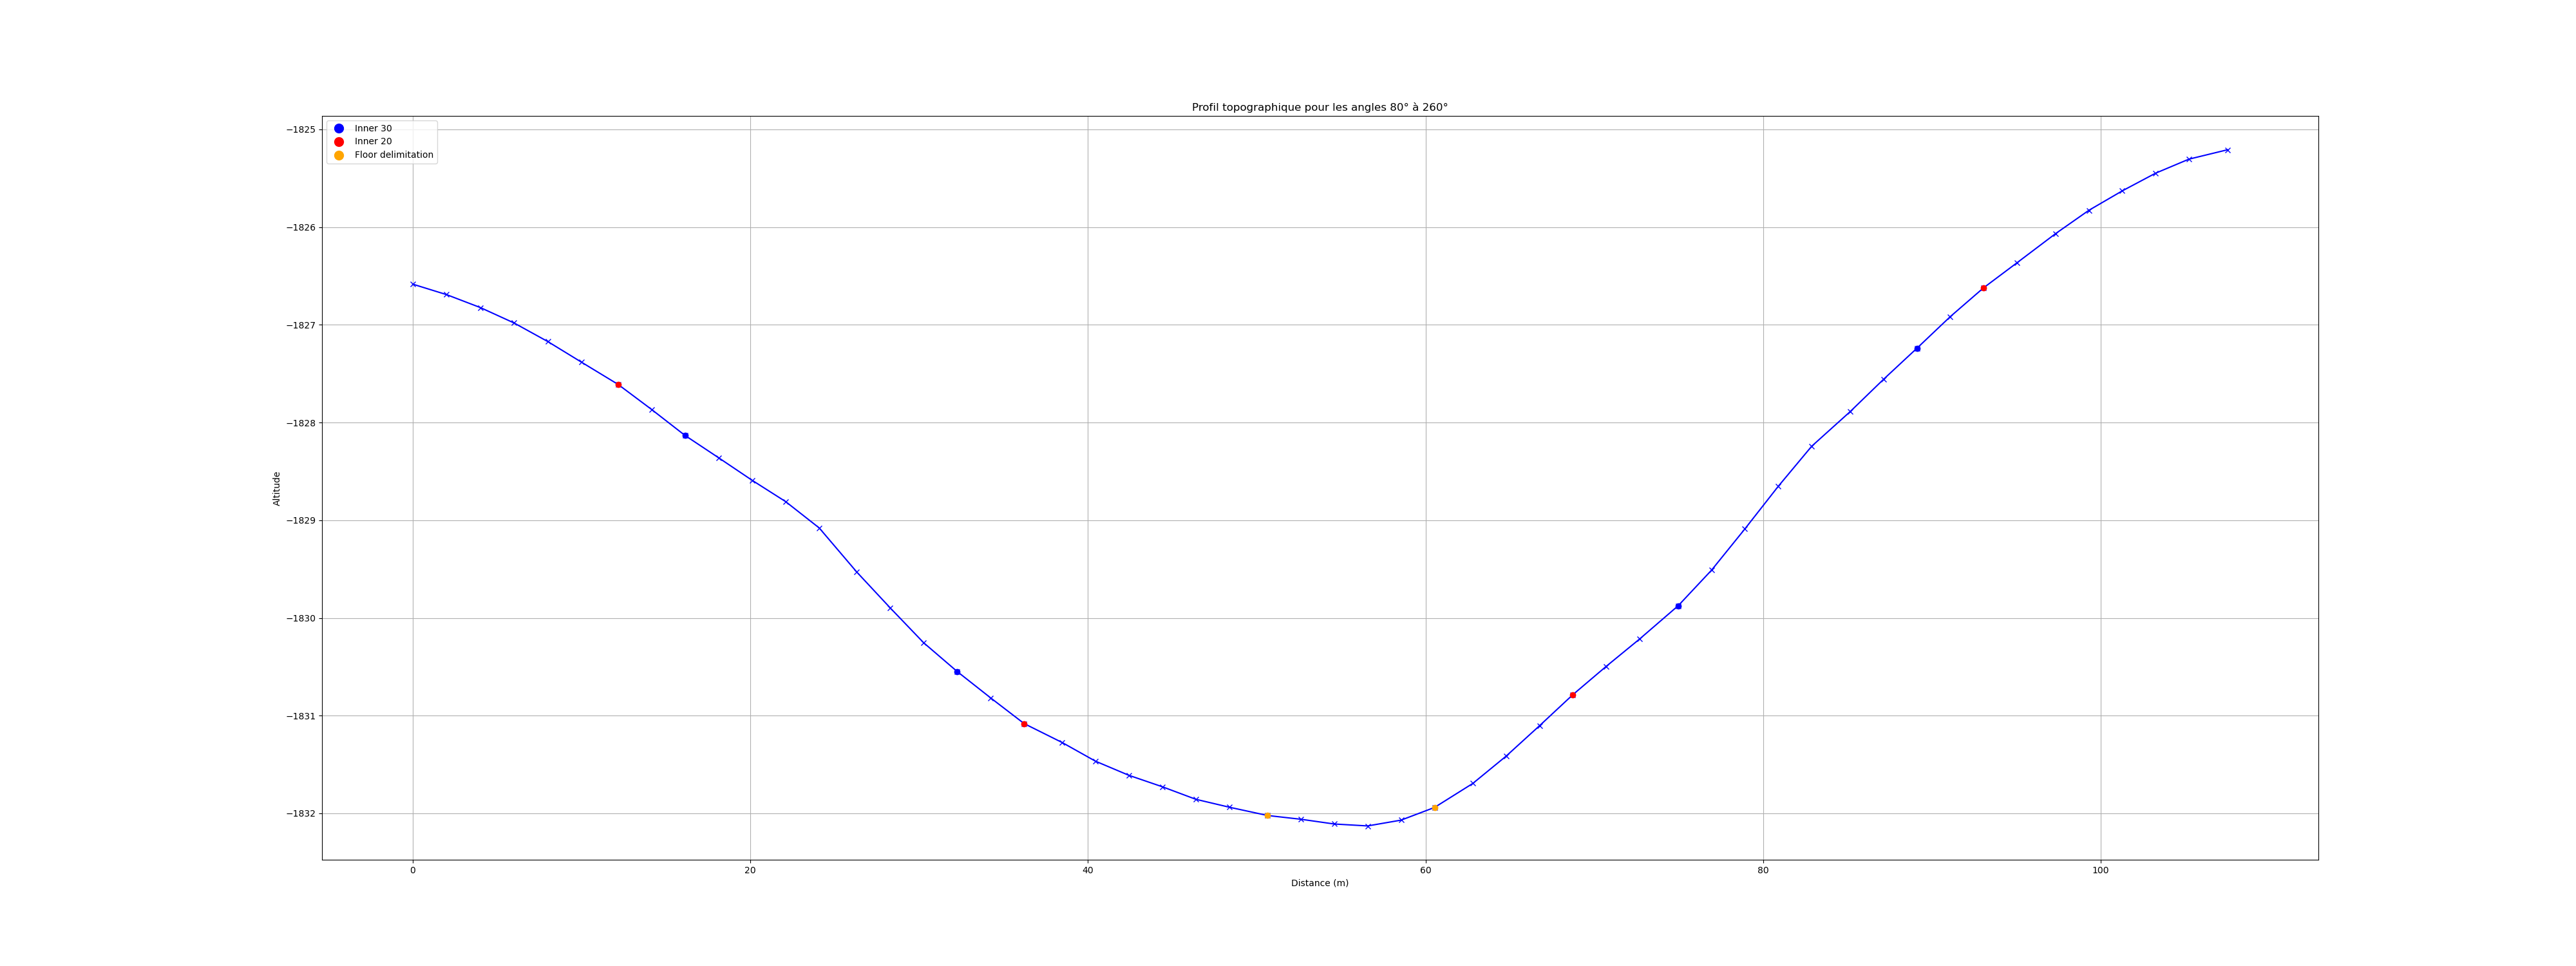 Profil topographique pour les angles 80° à 260°
Inner 30
Inner 20
Floor delimitation
−1825
−1826
−1827
−1828
−1829
−1830
−1831
−1832
Altitude
0
20
40
60
80
100
Distance (m)